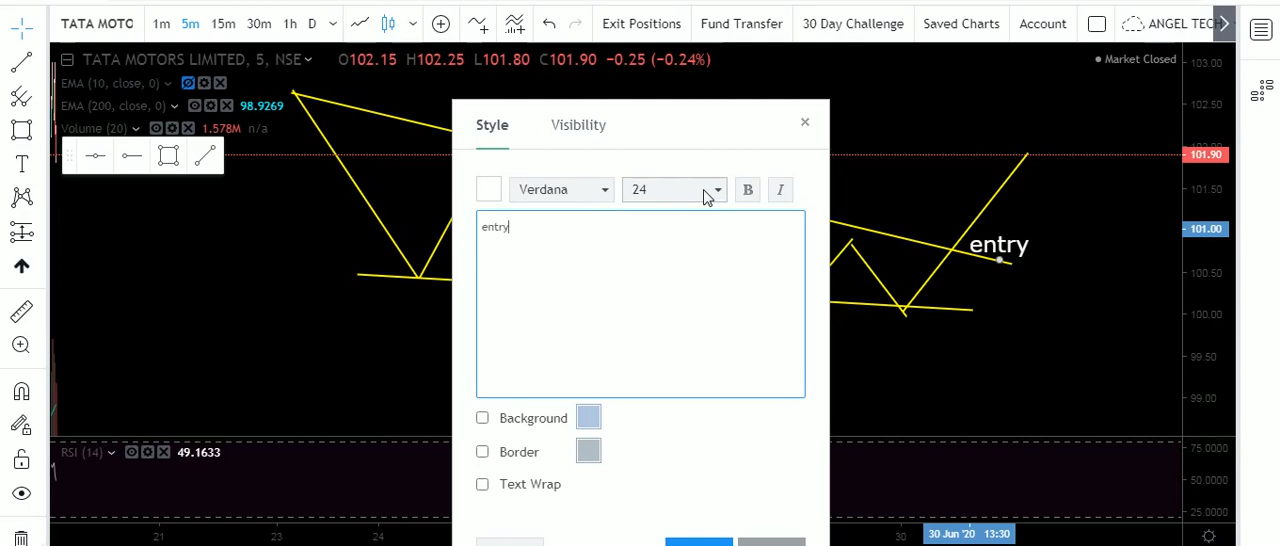 TATA MOTO 1m 5m 15m 30m 1h D Exit Positions Fund Transfer 30 Day Challenge Saved Charts Account ANGEL TECH
TATA MOTORS LIMITED, 5, NSE O102.15 H102.25 L101.80 C101.90 −0.25 (−0.24%)
Market Closed
103.00
EMA (10, close, 0)
EMA (200, close, 0) 98.9269
102.50
Volume (20) 1.578M n/a
Style Visibility ×
101.90
Verdana 24 B I
101.50
T
entry
101.00
entry
100.50
100.00
99.50
99.00
Background
Border
RSI (14) 49.1633
75.0000
Text Wrap
50.0000
25.0000
21 24 30 30 Jun '20 13:30